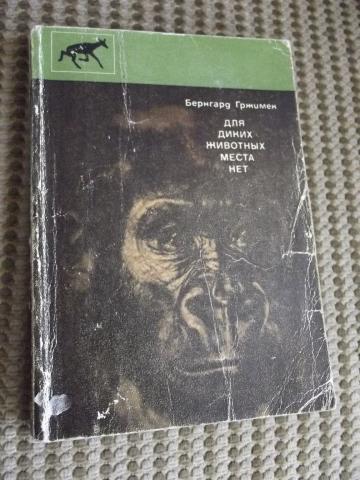 Бернгард Гржимек
ДЛЯ
ДИКИХ
ЖИВОТНЫХ
МЕСТА
НЕТ